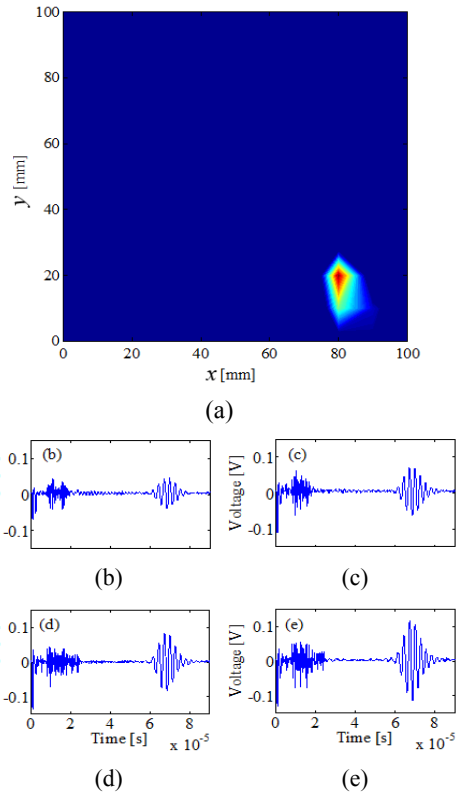 100
80
60
40
20
0
y [mm]
0 20 40 60 80 100
x [mm]
(a)
(b)
0.1
0
-0.1
(b)
(c)
0.1
0
-0.1
Voltage [V]
(c)
(d)
0.1
0
-0.1
0 2 4 6 8
Time [s] x 10⁻⁵
(d)
(e)
0.1
0
-0.1
Voltage [V]
0 2 4 6 8
Time [s] x 10⁻⁵
(e)